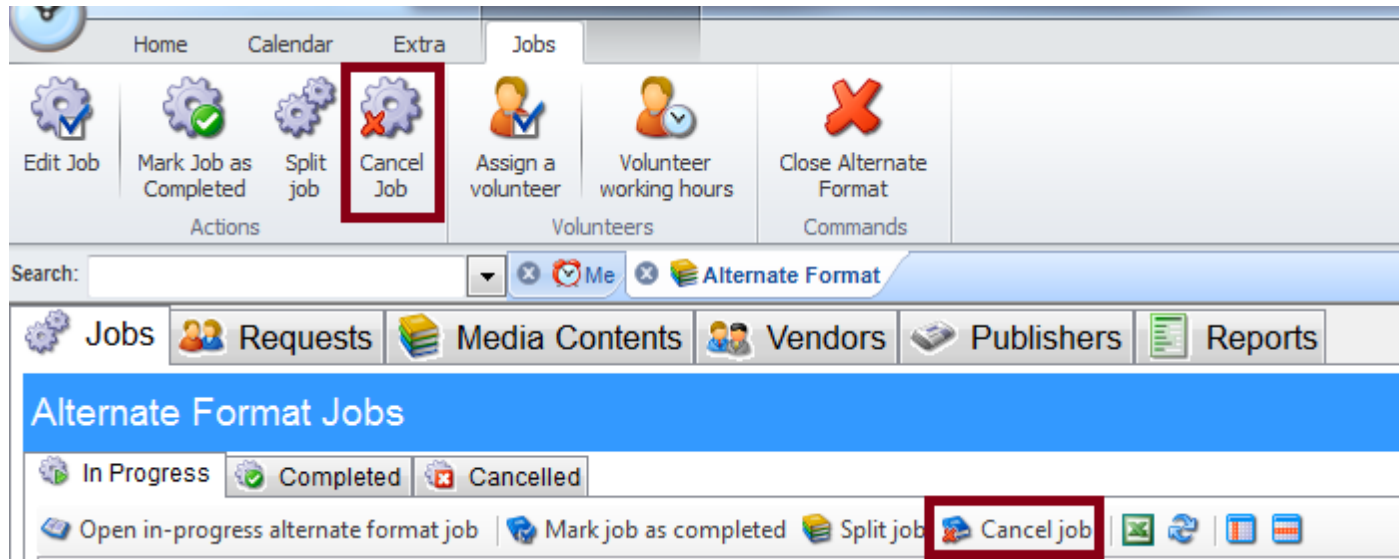 Home Calendar Extra Jobs
Edit Job Mark Job as Split Cancel Assign a Volunteer Close Alternate
Completed job Job volunteer working hours Format
Actions Volunteers Commands
Search: Me Alternate Format
Jobs Requests Media Contents Vendors Publishers Reports
Alternate Format Jobs
In Progress Completed Cancelled
Open in-progress alternate format job Mark job as completed Split job Cancel job